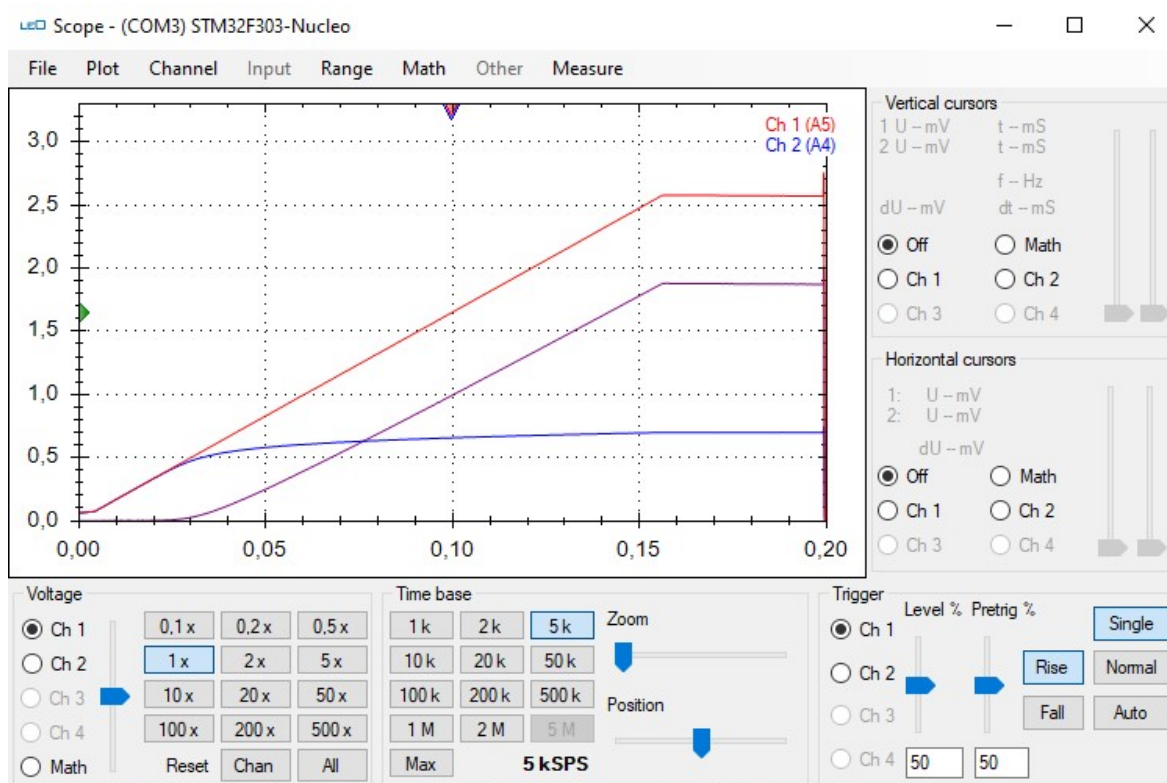 LEO Scope - (COM3) STM32F303-Nucleo
File Plot Channel Input Range Math Other Measure
Ch 1 (A5)
Ch 2 (A4)
3,0
2,5
2,0
1,5
1,0
0,5
0,0
0,00 0,05 0,10 0,15 0,20
Vertical cursors
1 U -- mV t -- mS
2 U -- mV t -- mS
f -- Hz
dU -- mV dt -- mS
Off Math
Ch 1 Ch 2
Ch 3 Ch 4
Horizontal cursors
1: U -- mV
2: U -- mV
dU -- mV
Off Math
Ch 1 Ch 2
Ch 3 Ch 4
Voltage
Ch 1 0,1 x 0,2 x 0,5 x
Ch 2 1 x 2 x 5 x
Ch 3 10 x 20 x 50 x
Ch 4 100 x 200 x 500 x
Math Reset Chan All
Time base
1 k 2 k 5 k Zoom
10 k 20 k 50 k
100 k 200 k 500 k Position
1 M 2 M 5 M
Max 5 kSPS
Trigger
Level % Pretrig %
Ch 1 Single
Ch 2 Rise Normal
Ch 3 Fall Auto
Ch 4 50 50